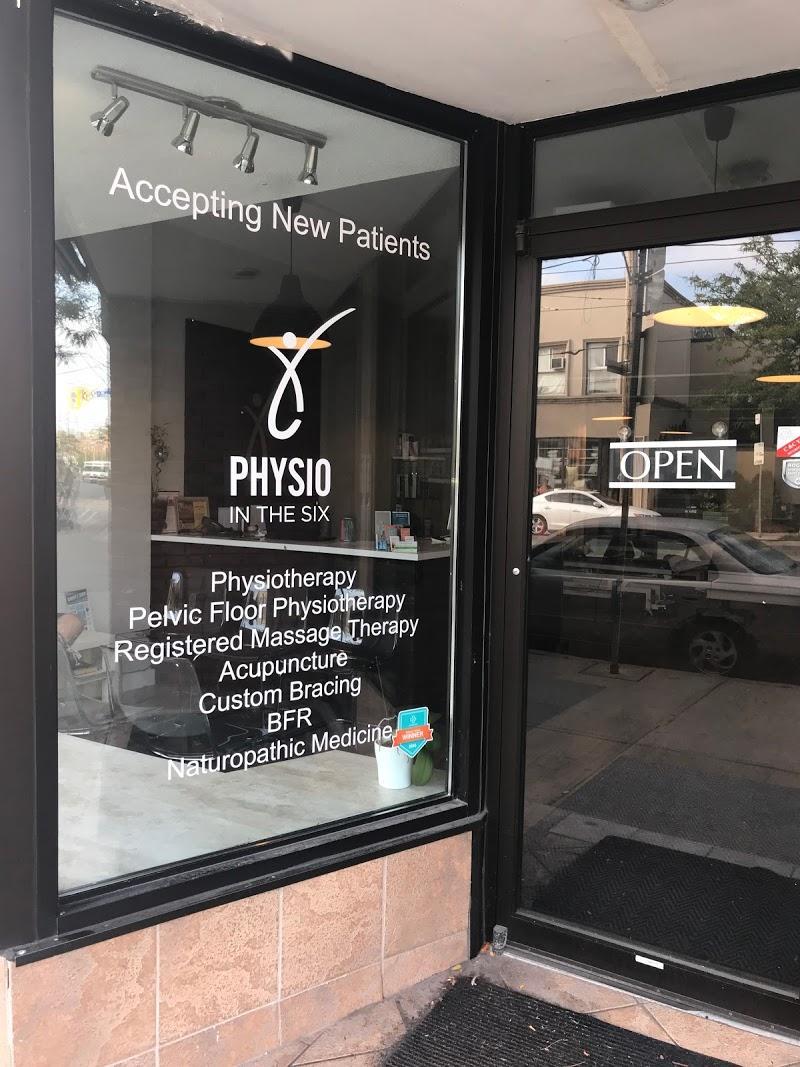 Accepting New Patients
PHYSIO
IN THE SIX
Physiotherapy
Pelvic Floor Physiotherapy
Registered Massage Therapy
Acupuncture
Custom Bracing
BFR
Naturopathic Medicine
WINNER
OPEN